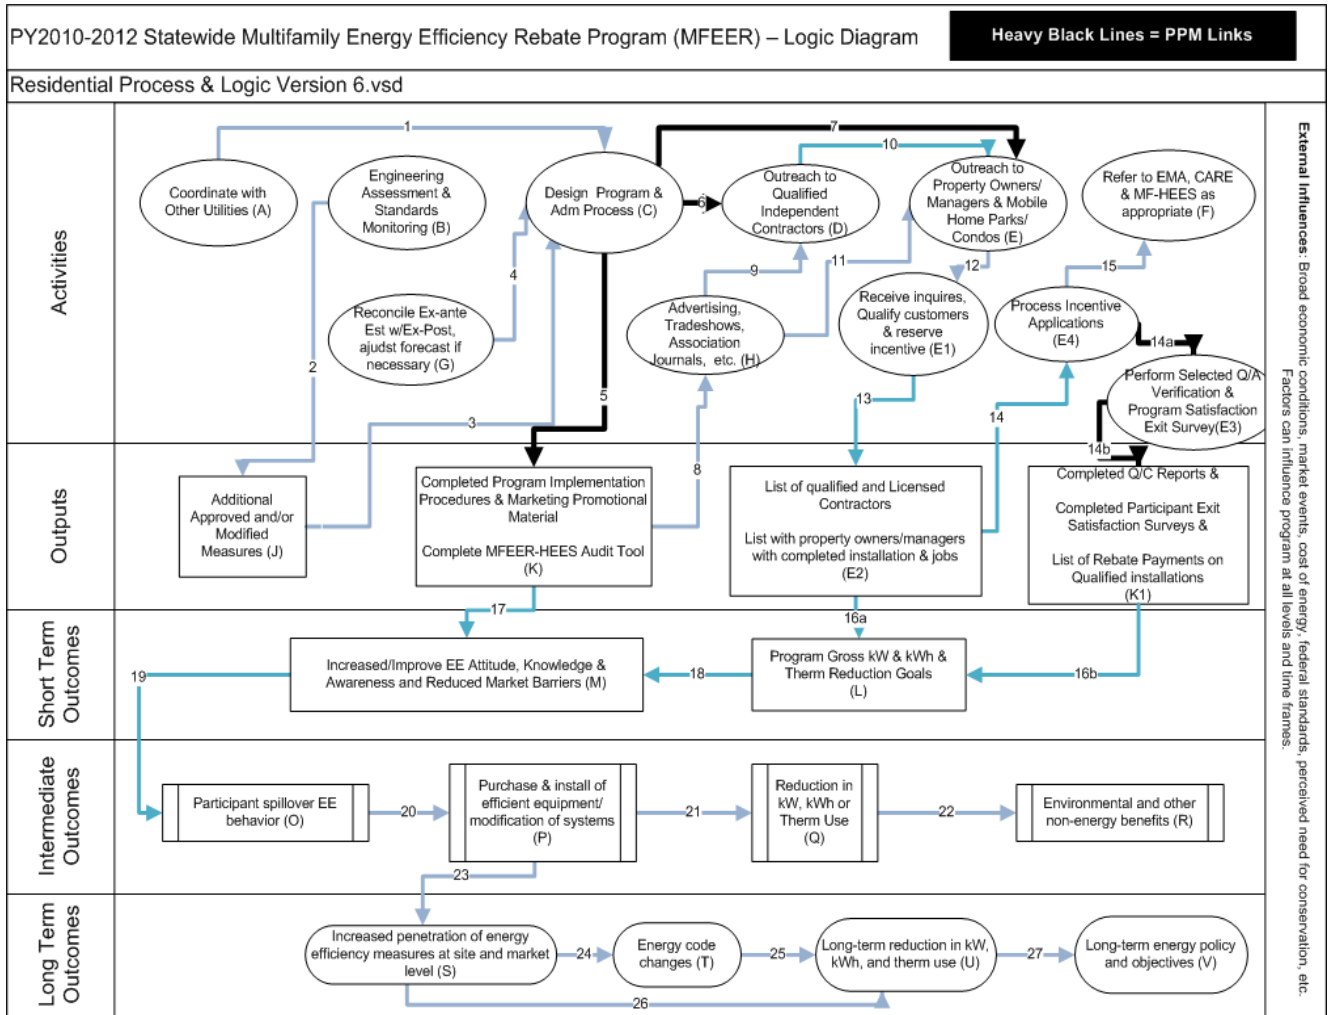 PY2010-2012 Statewide Multifamily Energy Efficiency Rebate Program (MFEER) – Logic Diagram
Heavy Black Lines = PPM Links
Residential Process & Logic Version 6.vsd
Activities
1
7
10
Coordinate with
Other Utilities (A)
Engineering
Assessment &
Standards
Monitoring (B)
Design Program &
Adm Process (C)
6
Outreach to
Qualified
Independent
Contractors (D)
Outreach to
Property Owners/
Managers & Mobile
Home Parks/
Condos (E)
Refer to EMA, CARE
& MF-HEES as
appropriate (F)
4
9
11
12
15
Reconcile Ex-ante
Est w/Ex-Post,
ajudst forecast if
necessary (G)
Advertising,
Tradeshows,
Association
Journals, etc. (H)
Receive inquires,
Qualify customers
& reserve
incentive (E1)
Process Incentive
Applications
(E4)
14a
Perform Selected Q/A
Verification &
Program Satisfaction
Exit Survey(E3)
2
5
3
13
14
14b
8
Outputs
Additional
Approved and/or
Modified
Measures (J)
Completed Program Implementation
Procedures & Marketing Promotional
Material
Complete MFEER-HEES Audit Tool
(K)
List of qualified and Licensed
Contractors
List with property owners/managers
with completed installation & jobs
(E2)
Completed Q/C Reports &
Completed Participant Exit
Satisfaction Surveys &
List of Rebate Payments on
Qualified installations
(K1)
17
16a
Short Term
Outcomes
19
Increased/Improve EE Attitude, Knowledge &
Awareness and Reduced Market Barriers (M)
18
Program Gross kW & kWh &
Therm Reduction Goals
(L)
16b
Intermediate
Outcomes
Participant spillover EE
behavior (O)
20
Purchase & install of
efficient equipment/
modification of systems
(P)
21
Reduction in
kW, kWh or
Therm Use
(Q)
22
Environmental and other
non-energy benefits (R)
23
Long Term
Outcomes
Increased penetration of energy
efficiency measures at site and market
level (S)
24
Energy code
changes (T)
25
Long-term reduction in kW,
kWh, and therm use (U)
27
Long-term energy policy
and objectives (V)
26
External Influences: Broad economic conditions, market events, cost of energy, federal standards, perceived need for conservation, etc.
Factors can influence program at all levels and time frames.